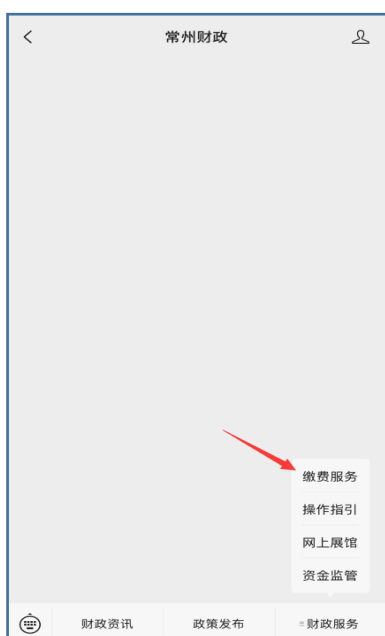 常州财政
缴费服务
操作指引
网上展馆
资金监管
财政资讯 政策发布 财政服务